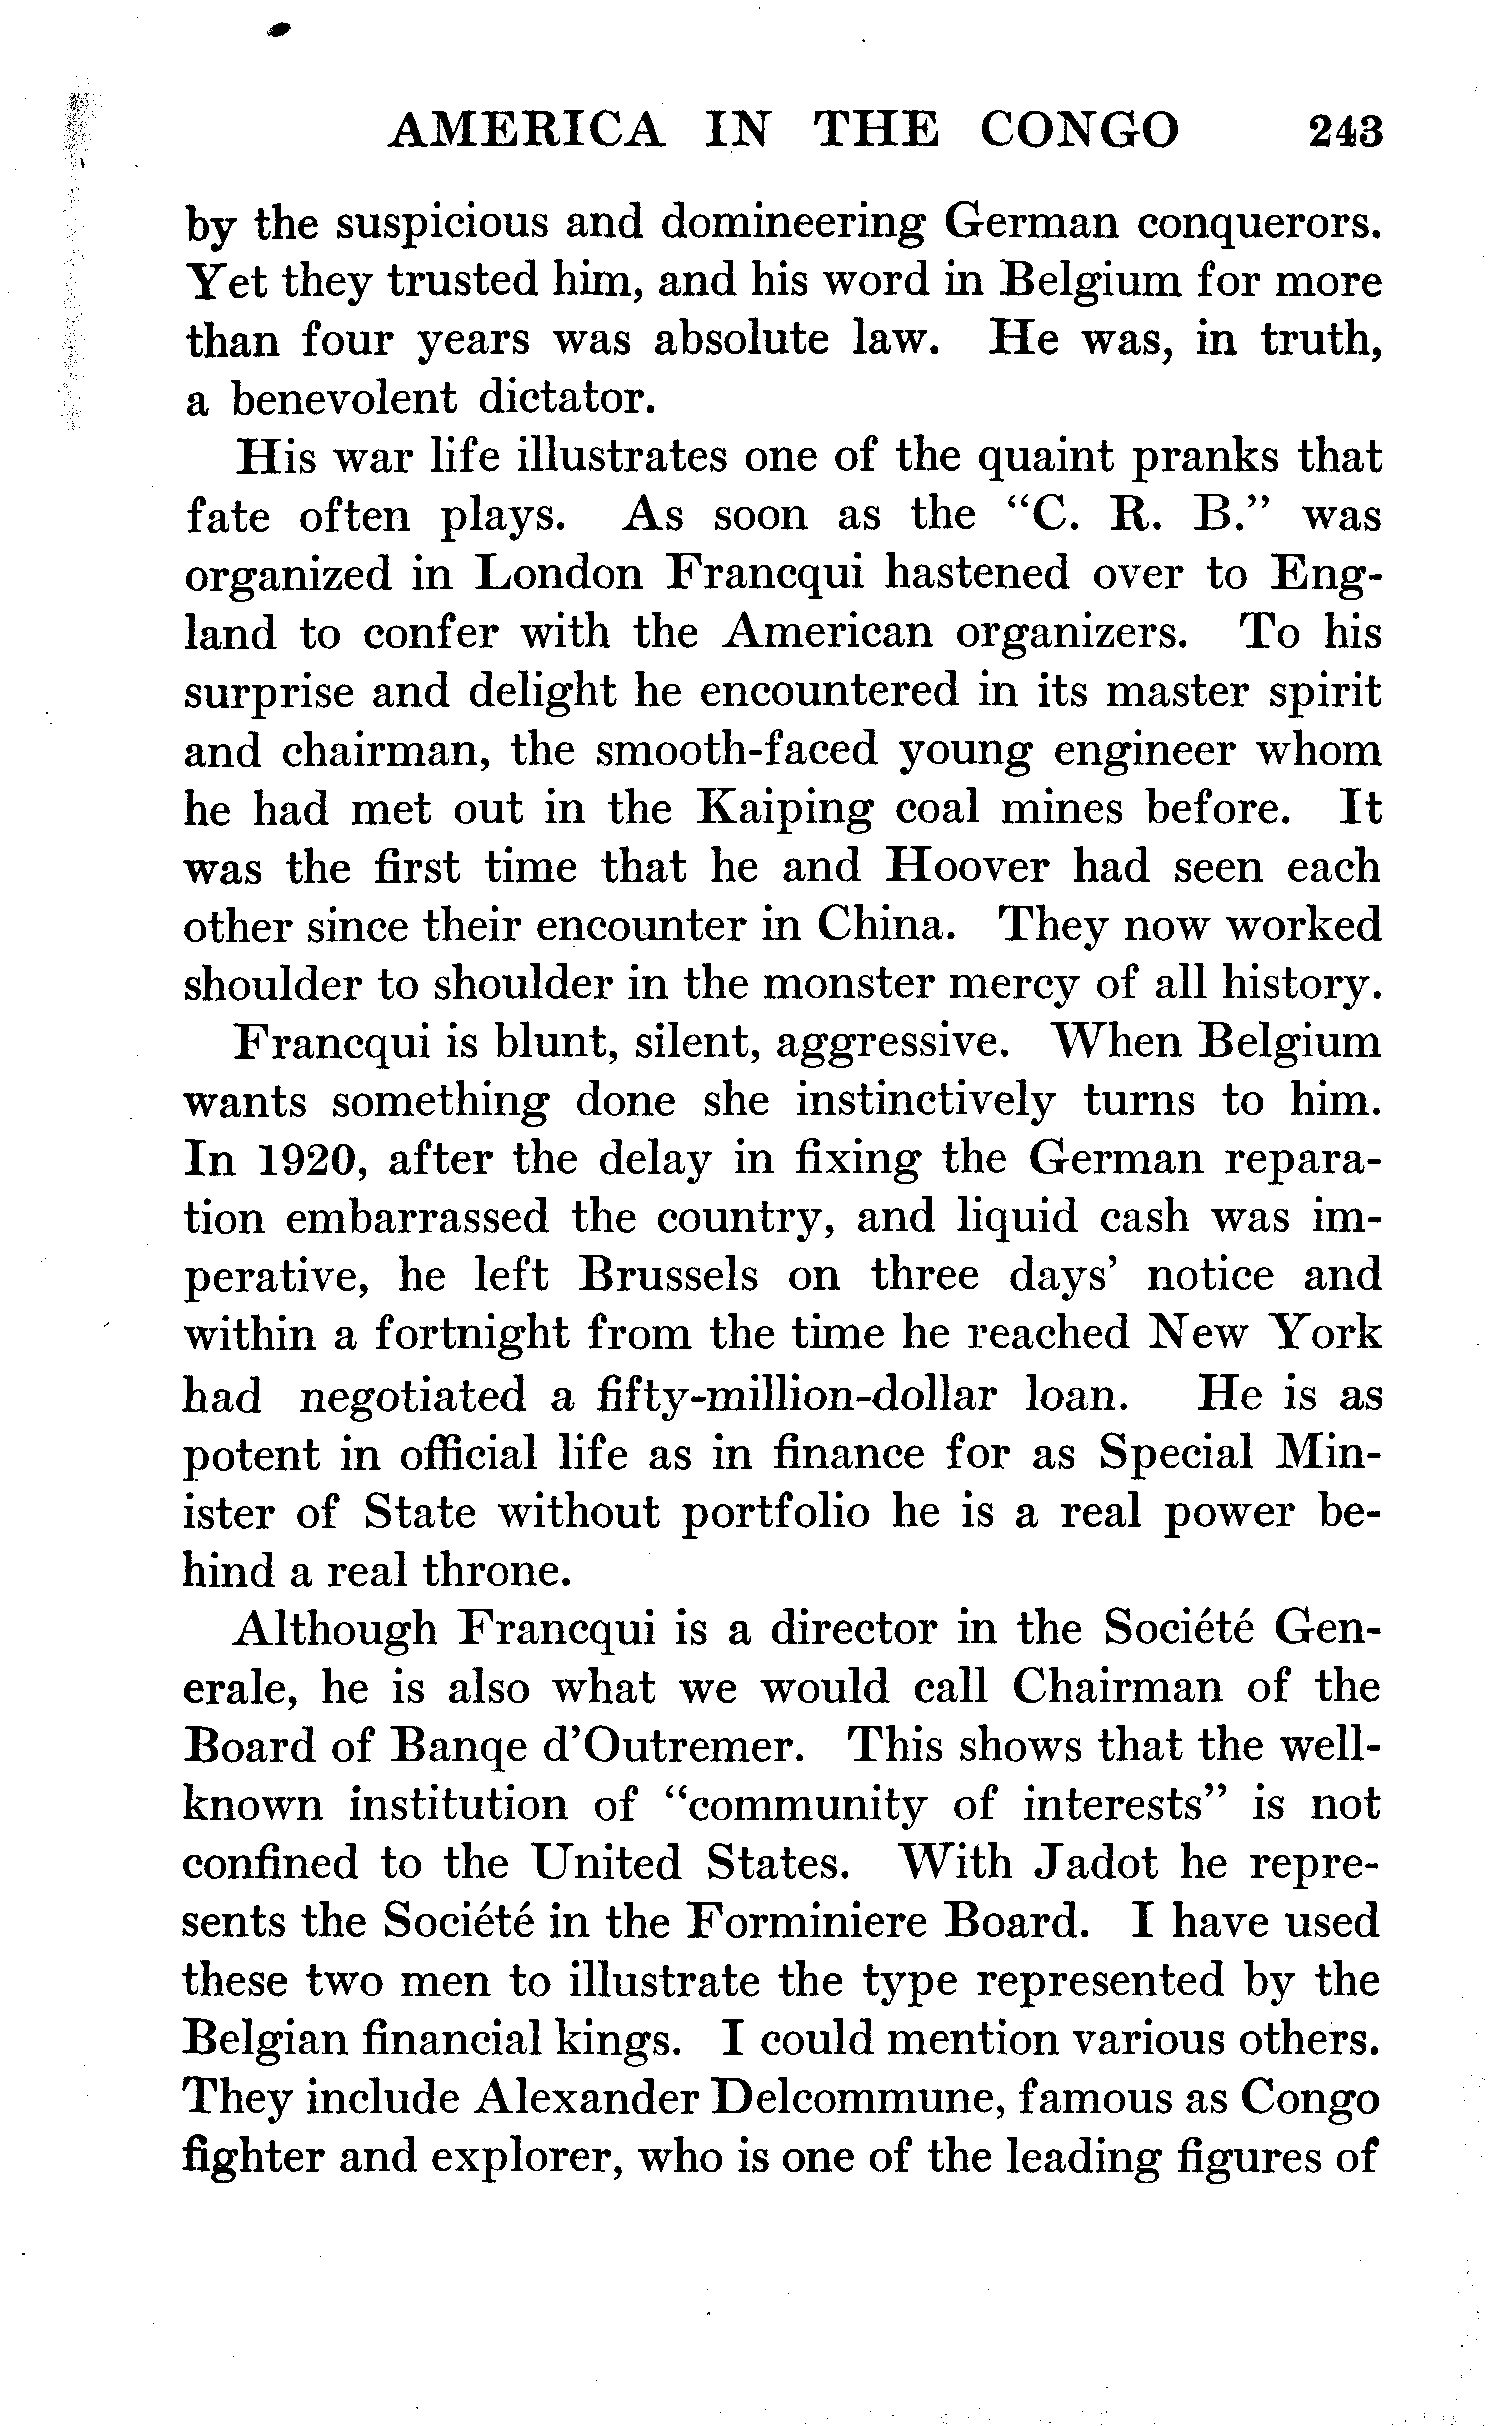 AMERICA IN THE CONGO 243
by the suspicious and domineering German conquerors.
Yet they trusted him, and his word in Belgium for more
than four years was absolute law. He was, in truth,
a benevolent dictator.
His war life illustrates one of the quaint pranks that
fate often plays. As soon as the "C. R. B." was
organized in London Francqui hastened over to Eng-
land to confer with the American organizers. To his
surprise and delight he encountered in its master spirit
and chairman, the smooth-faced young engineer whom
he had met out in the Kaiping coal mines before. It
was the first time that he and Hoover had seen each
other since their encounter in China. They now worked
shoulder to shoulder in the monster mercy of all history.
Francqui is blunt, silent, aggressive. When Belgium
wants something done she instinctively turns to him.
In 1920, after the delay in fixing the German repara-
tion embarrassed the country, and liquid cash was im-
perative, he left Brussels on three days' notice and
within a fortnight from the time he reached New York
had negotiated a fifty-million-dollar loan. He is as
potent in official life as in finance for as Special Min-
ister of State without portfolio he is a real power be-
hind a real throne.
Although Francqui is a director in the Société Gen-
erale, he is also what we would call Chairman of the
Board of Banqe d'Outremer. This shows that the well-
known institution of "community of interests" is not
confined to the United States. With Jadot he repre-
sents the Société in the Forminiere Board. I have used
these two men to illustrate the type represented by the
Belgian financial kings. I could mention various others.
They include Alexander Delcommune, famous as Congo
fighter and explorer, who is one of the leading figures of